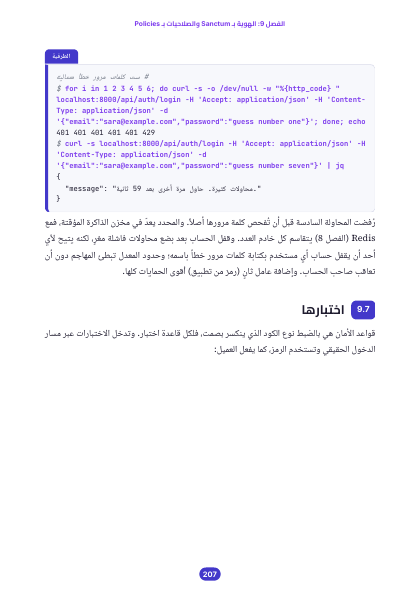 الفصل 9: الهوية بـ Sanctum والصلاحيات بـ Policies
الطرفية
# ست كلمات مرور خطأ متتالية
$ for i in 1 2 3 4 5 6; do curl -s -o /dev/null -w "%{http_code} "
localhost:8000/api/auth/login -H 'Accept: application/json' -H 'Content-
Type: application/json' -d
'{"email":"sara@example.com","password":"guess number one"}'; done; echo
401 401 401 401 401 429
$ curl -s localhost:8000/api/auth/login -H 'Accept: application/json' -H
'Content-Type: application/json' -d
'{"email":"sara@example.com","password":"guess number seven"}' | jq
{
"message": "محاولات كثيرة. حاول مرة أخرى بعد 59 ثانية."
}
رُفضت المحاولة السادسة قبل أن تُفحص كلمة مرورها أصلاً. والمحدد يعدّ في مخزن الذاكرة المؤقتة، فمع
Redis (الفصل 8) يتقاسم كل خادم العدد. وقفل الحساب بعد بضع محاولات فاشلة مغرٍ، لكنه يتيح لأي
أحد أن يقفل حساب أي مستخدم بكتابة كلمات مرور خطأ باسمه؛ وحدود المعدل تبطئ المهاجم دون أن
تعاقب صاحب الحساب. وإضافة عامل ثانٍ (رمز من تطبيق) أقوى الحمايات كلها.
9.7 اختبارها
قواعد الأمان هي بالضبط نوع الكود الذي ينكسر بصمت، فلكل قاعدة اختبار. وتدخل الاختبارات عبر مسار
الدخول الحقيقي وتستخدم الرمز، كما يفعل العميل:
207